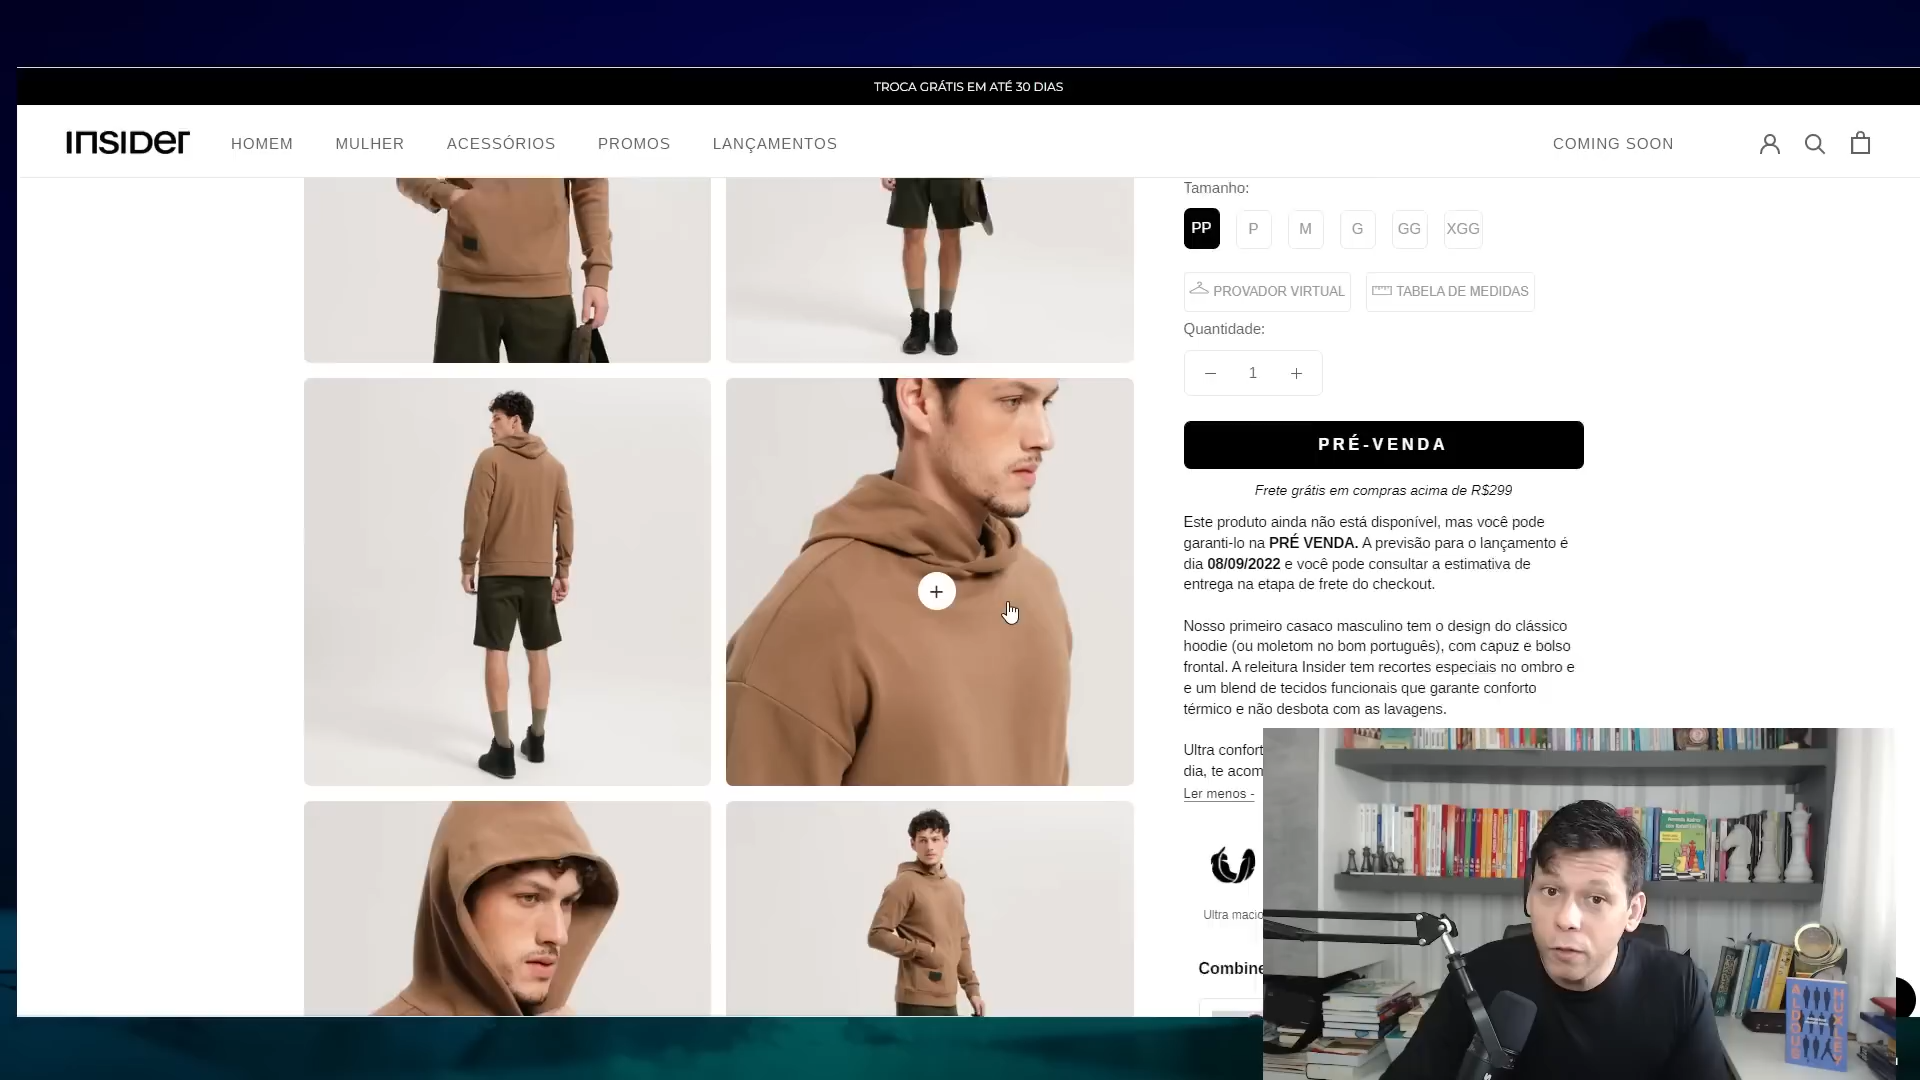 TROCA GRÁTIS EM ATÉ 30 DIAS
INSIDER
HOMEM
MULHER
ACESSÓRIOS
PROMOS
LANÇAMENTOS
COMING SOON
Tamanho:
PP
P
M
G
GG
XGG
PROVADOR VIRTUAL
TABELA DE MEDIDAS
Quantidade:
1
PRÉ-VENDA
Frete grátis em compras acima de R$299
Este produto ainda não está disponível, mas você pode
garanti-lo na PRÉ VENDA. A previsão para o lançamento é
dia 08/09/2022 e você pode consultar a estimativa de
entrega na etapa de frete do checkout.
Nosso primeiro casaco masculino tem o design do clássico
hoodie (ou moletom no bom português), com capuz e bolso
frontal. A releitura Insider tem recortes especiais no ombro e
e um blend de tecidos funcionais que garante conforto
térmico e não desbota com as lavagens.
Ultra confort
dia, te acom
Ler menos -
Ultra macio
Combine
ALDOUS
HUXLEY